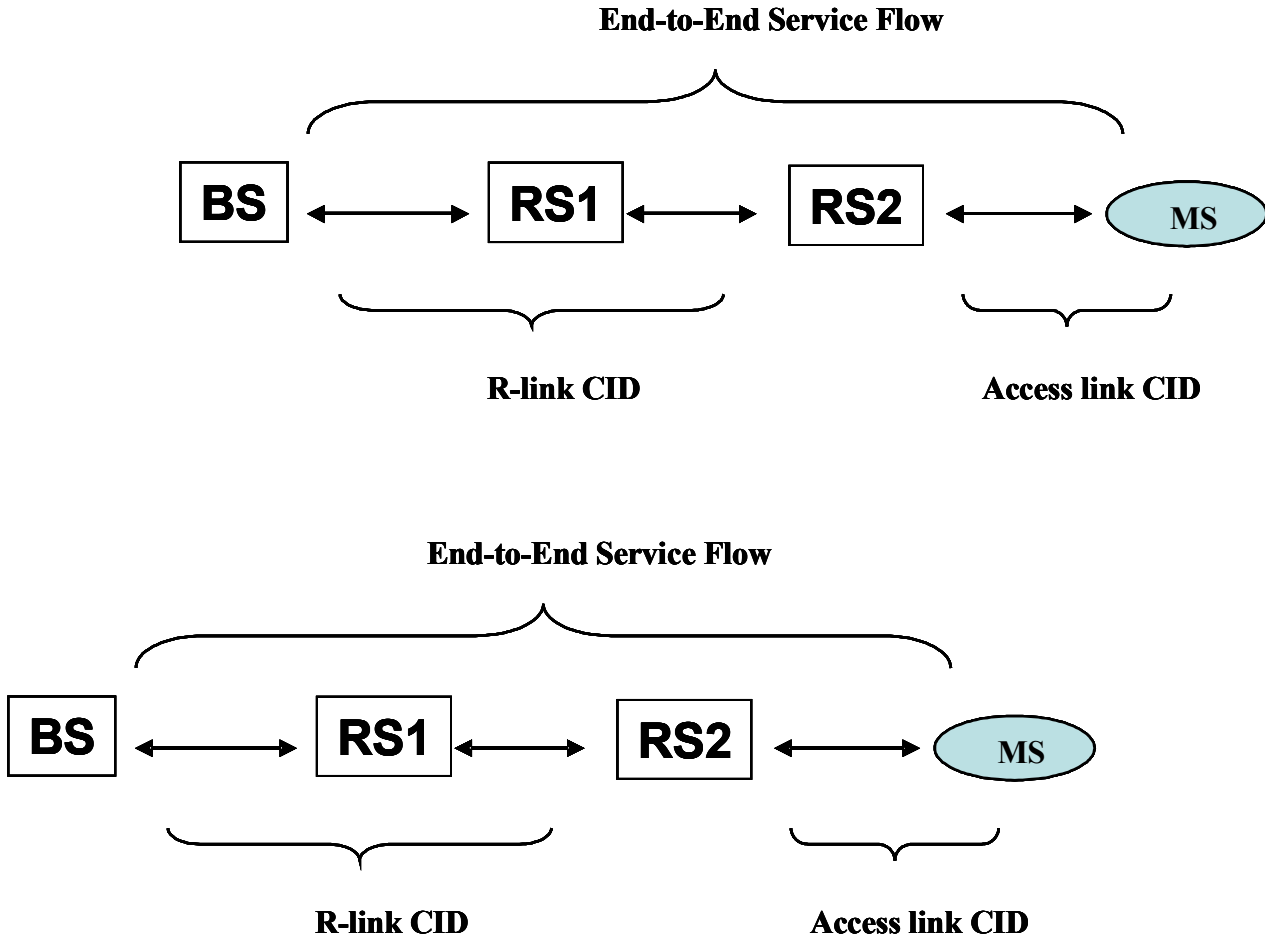 End-to-End Service Flow
BS RS1 RS2 MS
R-link CID Access link CID
End-to-End Service Flow
BS RS1 RS2 MS
R-link CID Access link CID